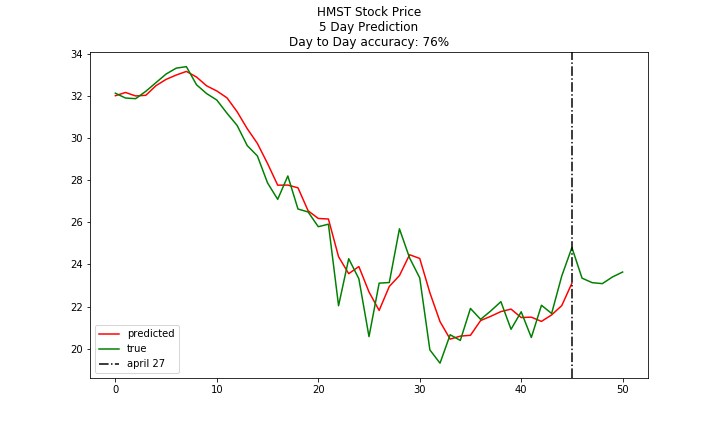 HMST Stock Price
5 Day Prediction
Day to Day accuracy: 76%
34
32
30
28
26
24
22
20
predicted
true
april 27
0
10
20
30
40
50